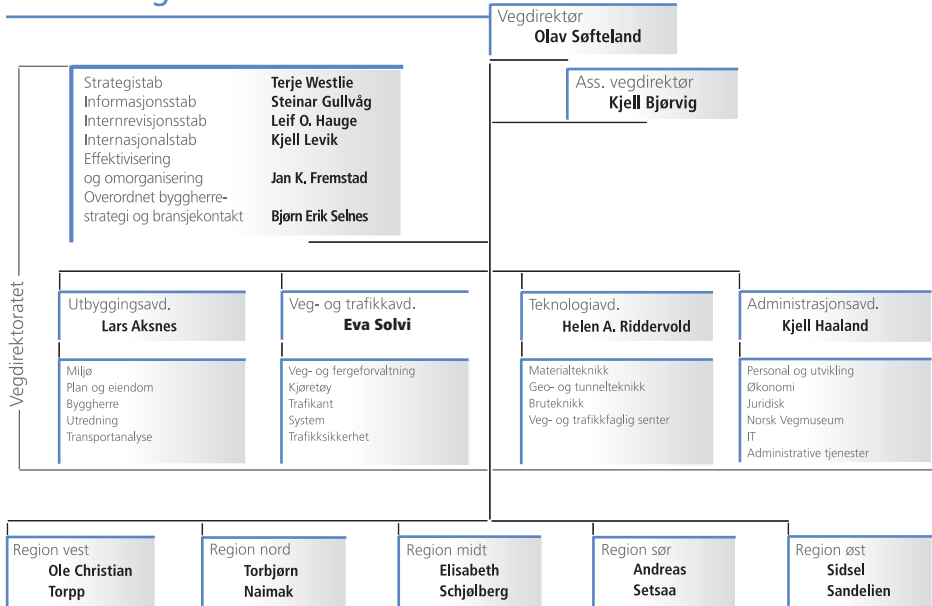 Vegdirektør
Olav Søfteland
Ass. vegdirektør
Kjell Bjørvig
Strategistab Terje Westlie
Informasjonsstab Steinar Gullvåg
Internrevisjonsstab Leif O. Hauge
Internasjonalstab Kjell Levik
Effektivisering
og omorganisering Jan K. Fremstad
Overordnet byggherre-
strategi og bransjekontakt Bjørn Erik Selnes
Vegdirektoratet
Utbyggingsavd.
Lars Aksnes
Miljø
Plan og eiendom
Byggherre
Utredning
Transportanalyse
Veg- og trafikkavd.
Eva Solvi
Veg- og fergeforvaltning
Kjøretøy
Trafikant
System
Trafikksikkerhet
Teknologiavd.
Helen A. Riddervold
Materialteknikk
Geo- og tunnelteknikk
Bruteknikk
Veg- og trafikkfaglig senter
Administrasjonsavd.
Kjell Haaland
Personal og utvikling
Økonomi
Juridisk
Norsk Vegmuseum
IT
Administrative tjenester
Region vest
Ole Christian
Torpp
Region nord
Torbjørn
Naimak
Region midt
Elisabeth
Schjølberg
Region sør
Andreas
Setsaa
Region øst
Sidsel
Sandelien